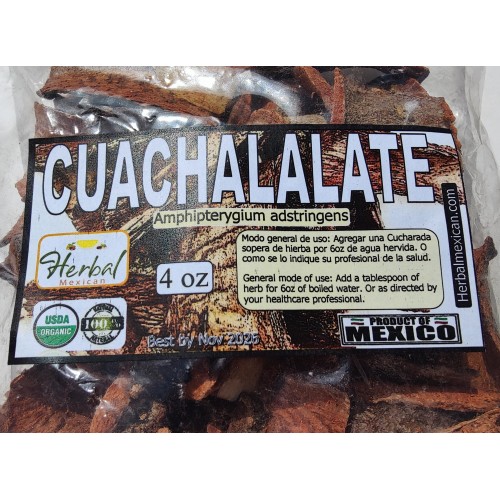 CUACHALALATE
Amphipterygium adstringens
Herbal
Mexican
4 oz
Modo general de uso: Agregar una Cucharada
sopera de hierba por 6oz de agua hervida. O
como se lo indique su profesional de la salud.
General mode of use: Add a tablespoon of
herb for 6oz of boiled water. Or as directed by
your healthcare professional.
Herbalmexican.com
USDA
ORGANIC
100%
Best by Nov 2025
PRODUCT OF
MEXICO